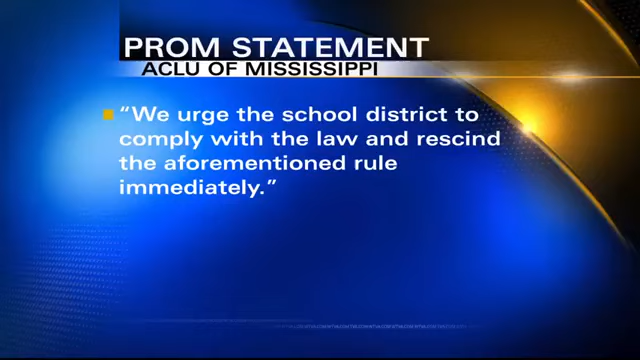 PROM STATEMENT
ACLU OF MISSISSIPPI
“We urge the school district to
comply with the law and rescind
the aforementioned rule
immediately.”